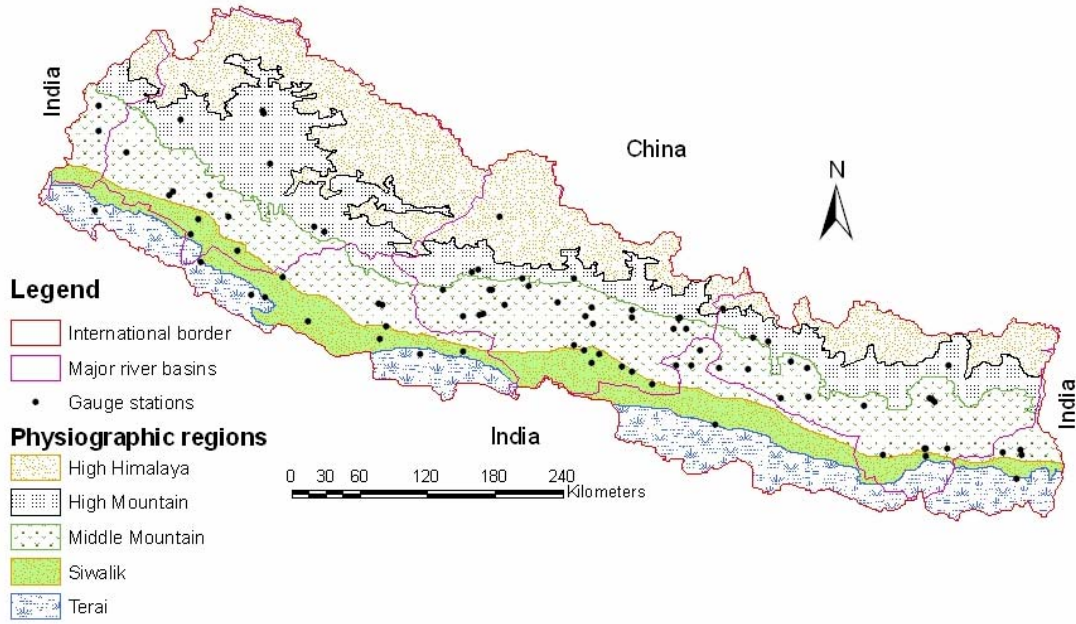 India
China
N
Legend
International border
Major river basins
Gauge stations
Physiographic regions
High Himalaya
High Mountain
Middle Mountain
Siwalik
Terai
India
India
0 30 60 120 180 240
Kilometers